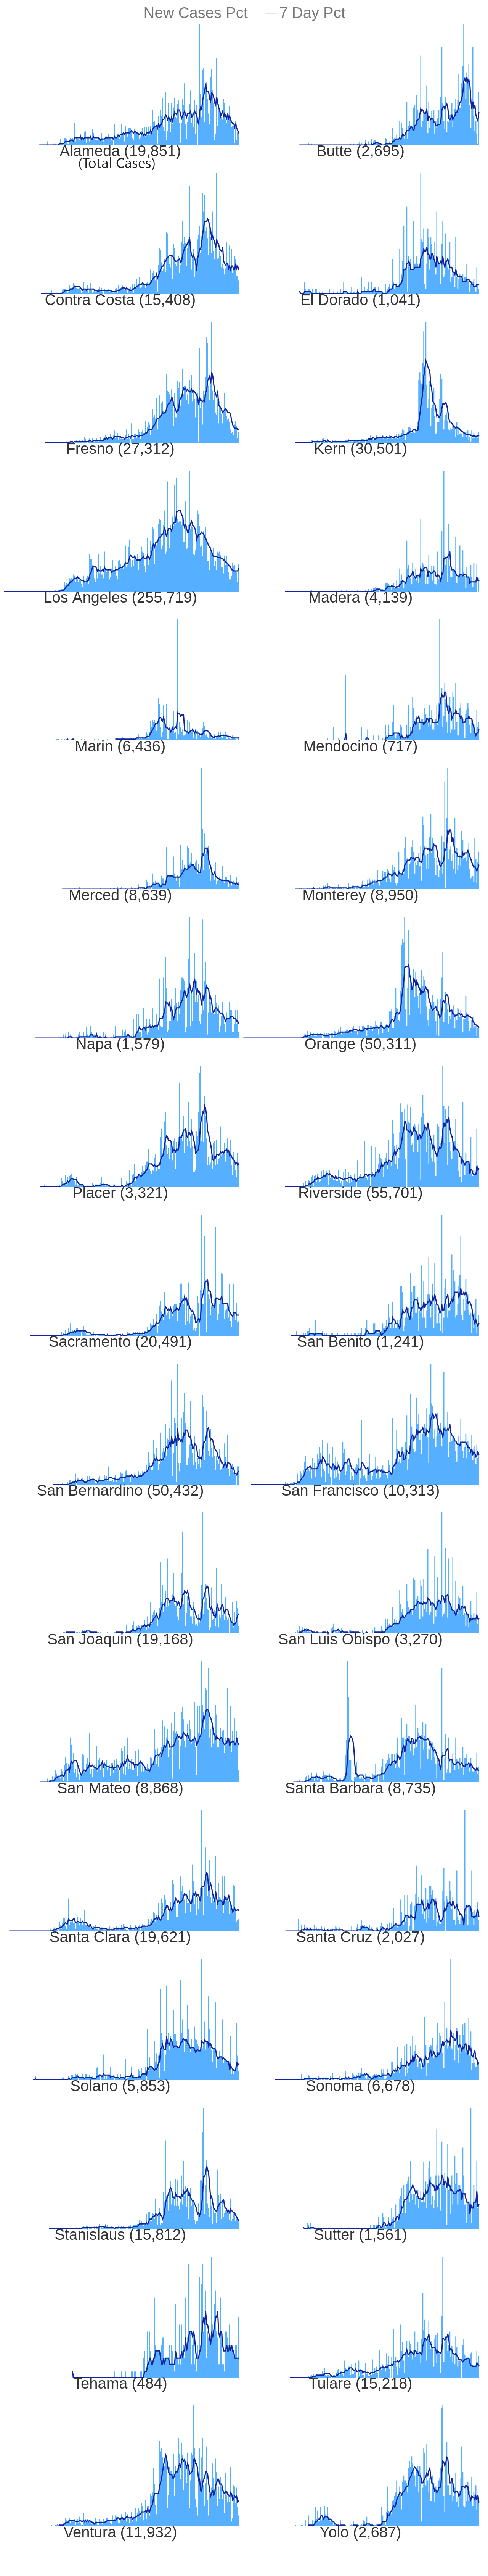 New Cases Pct 7 Day Pct
Alameda (19,851) Butte (2,695)
(Total Cases)
Contra Costa (15,408) El Dorado (1,041)
Fresno (27,312) Kern (30,501)
Los Angeles (255,719) Madera (4,139)
Marin (6,436) Mendocino (717)
Merced (8,639) Monterey (8,950)
Napa (1,579) Orange (50,311)
Placer (3,321) Riverside (55,701)
Sacramento (20,491) San Benito (1,241)
San Bernardino (50,432) San Francisco (10,313)
San Joaquin (19,168) San Luis Obispo (3,270)
San Mateo (8,868) Santa Barbara (8,735)
Santa Clara (19,621) Santa Cruz (2,027)
Solano (5,853) Sonoma (6,678)
Stanislaus (15,812) Sutter (1,561)
Tehama (484) Tulare (15,218)
Ventura (11,932) Yolo (2,687)